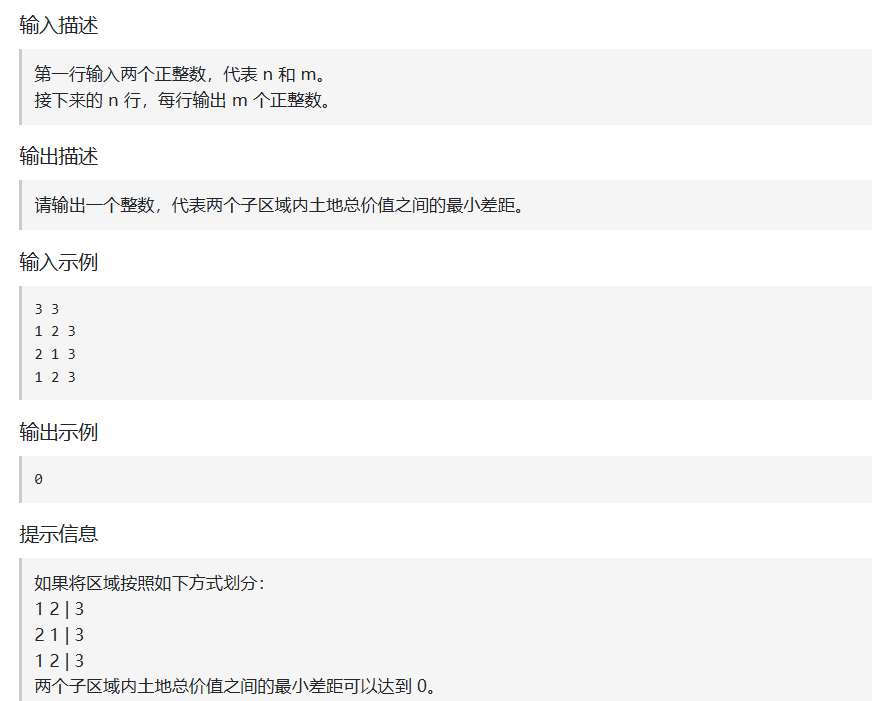 输入描述
第一行输入两个正整数，代表 n 和 m。
接下来的 n 行，每行输出 m 个正整数。
输出描述
请输出一个整数，代表两个子区域内土地总价值之间的最小差距。
输入示例
3 3
1 2 3
2 1 3
1 2 3
输出示例
0
提示信息
如果将区域按照如下方式划分：
1 2 | 3
2 1 | 3
1 2 | 3
两个子区域内土地总价值之间的最小差距可以达到 0。